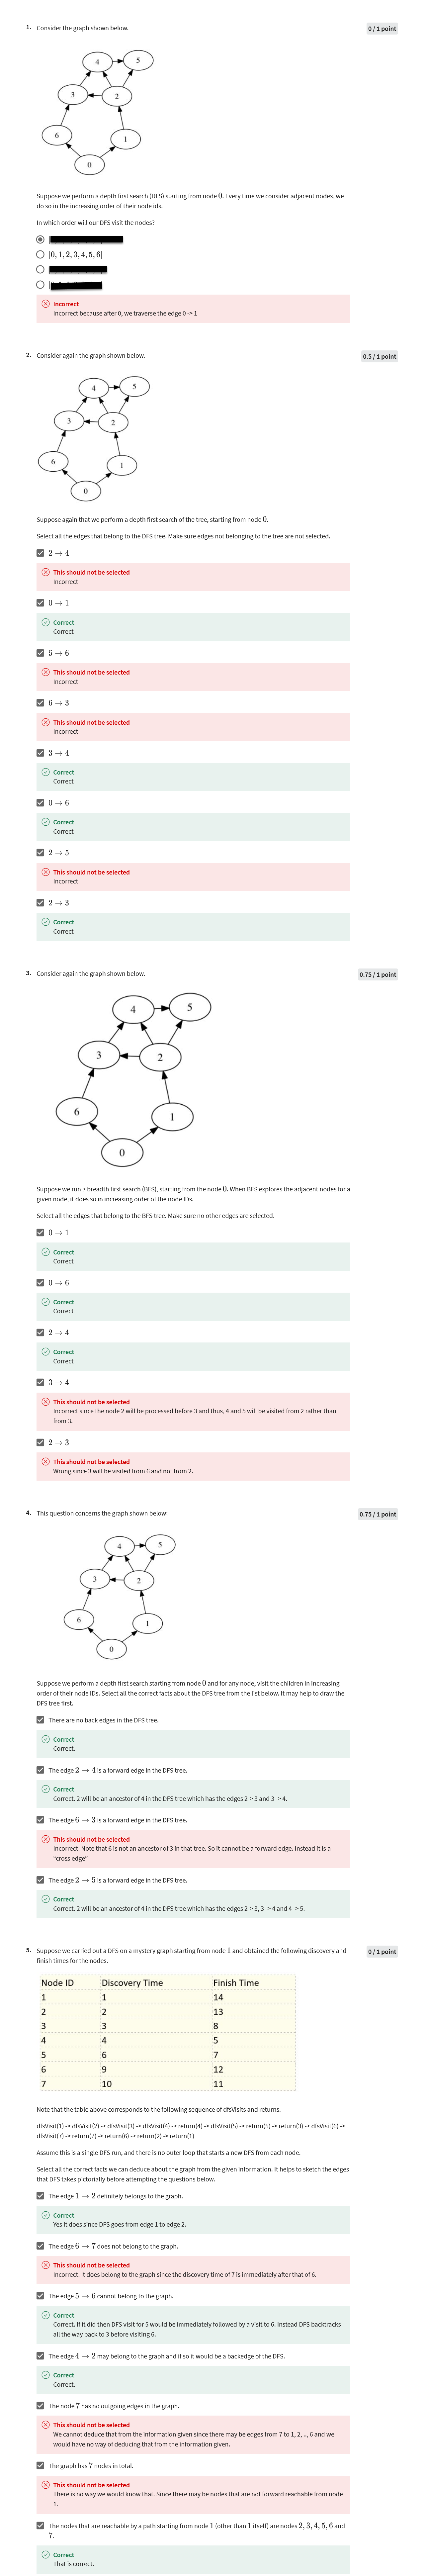 1. Consider the graph shown below.
0 / 1 point
4
5
3
2
6
1
0
Suppose we perform a depth first search (DFS) starting from node 0. Every time we consider adjacent nodes, we
do so in the increasing order of their node ids.
In which order will our DFS visit the nodes?
[0, 1, 2, 3, 4, 5, 6]
Incorrect
Incorrect because after 0, we traverse the edge 0 -> 1
2. Consider again the graph shown below.
0.5 / 1 point
4
5
3
2
6
1
0
Suppose again that we perform a depth first search of the tree, starting from node 0.
Select all the edges that belong to the DFS tree. Make sure edges not belonging to the tree are not selected.
2 → 4
This should not be selected
Incorrect
0 → 1
Correct
Correct
5 → 6
This should not be selected
Incorrect
6 → 3
This should not be selected
Incorrect
3 → 4
Correct
Correct
0 → 6
Correct
Correct
2 → 5
This should not be selected
Incorrect
2 → 3
Correct
Correct
3. Consider again the graph shown below.
0.75 / 1 point
4
5
3
2
6
1
0
Suppose we run a breadth first search (BFS), starting from the node 0. When BFS explores the adjacent nodes for a
given node, it does so in increasing order of the node IDs.
Select all the edges that belong to the BFS tree. Make sure no other edges are selected.
0 → 1
Correct
Correct
0 → 6
Correct
Correct
2 → 4
Correct
Correct
3 → 4
This should not be selected
Incorrect since the node 2 will be processed before 3 and thus, 4 and 5 will be visited from 2 rather than
from 3.
2 → 3
This should not be selected
Wrong since 3 will be visited from 6 and not from 2.
4. This question concerns the graph shown below:
0.75 / 1 point
4
5
3
2
6
1
0
Suppose we perform a depth first search starting from node 0 and for any node, visit the children in increasing
order of their node IDs. Select all the correct facts about the DFS tree from the list below. It may help to draw the
DFS tree first.
There are no back edges in the DFS tree.
Correct
Correct.
The edge 2 → 4 is a forward edge in the DFS tree.
Correct
Correct. 2 will be an ancestor of 4 in the DFS tree which has the edges 2-> 3 and 3 -> 4.
The edge 6 → 3 is a forward edge in the DFS tree.
This should not be selected
Incorrect. Note that 6 is not an ancestor of 3 in that tree. So it cannot be a forward edge. Instead it is a
"cross edge"
The edge 2 → 5 is a forward edge in the DFS tree.
Correct
Correct. 2 will be an ancestor of 4 in the DFS tree which has the edges 2-> 3, 3 -> 4 and 4 -> 5.
5. Suppose we carried out a DFS on a mystery graph starting from node 1 and obtained the following discovery and
finish times for the nodes.
0 / 1 point
Node ID Discovery Time Finish Time
1 1 14
2 2 13
3 3 8
4 4 5
5 6 7
6 9 12
7 10 11
Note that the table above corresponds to the following sequence of dfsVisits and returns.
dfsVisit(1) -> dfsVisit(2) -> dfsVisit(3) -> dfsVisit(4) -> return(4) -> dfsVisit(5) -> return(5) -> return(3) -> dfsVisit(6) ->
dfsVisit(7) -> return(7) -> return(6) -> return(2) -> return(1)
Assume this is a single DFS run, and there is no outer loop that starts a new DFS from each node.
Select all the correct facts we can deduce about the graph from the given information. It helps to sketch the edges
that DFS takes pictorially before attempting the questions below.
The edge 1 → 2 definitely belongs to the graph.
Correct
Yes it does since DFS goes from edge 1 to edge 2.
The edge 6 → 7 does not belong to the graph.
This should not be selected
Incorrect. It does belong to the graph since the discovery time of 7 is immediately after that of 6.
The edge 5 → 6 cannot belong to the graph.
Correct
Correct. If it did then DFS visit for 5 would be immediately followed by a visit to 6. Instead DFS backtracks
all the way back to 3 before visiting 6.
The edge 4 → 2 may belong to the graph and if so it would be a backedge of the DFS.
Correct
Correct.
The node 7 has no outgoing edges in the graph.
This should not be selected
We cannot deduce that from the information given since there may be edges from 7 to 1, 2, .., 6 and we
would have no way of deducing that from the information given.
The graph has 7 nodes in total.
This should not be selected
There is no way we would know that. Since there may be nodes that are not forward reachable from node
1.
The nodes that are reachable by a path starting from node 1 (other than 1 itself) are nodes 2, 3, 4, 5, 6 and
7.
Correct
That is correct.